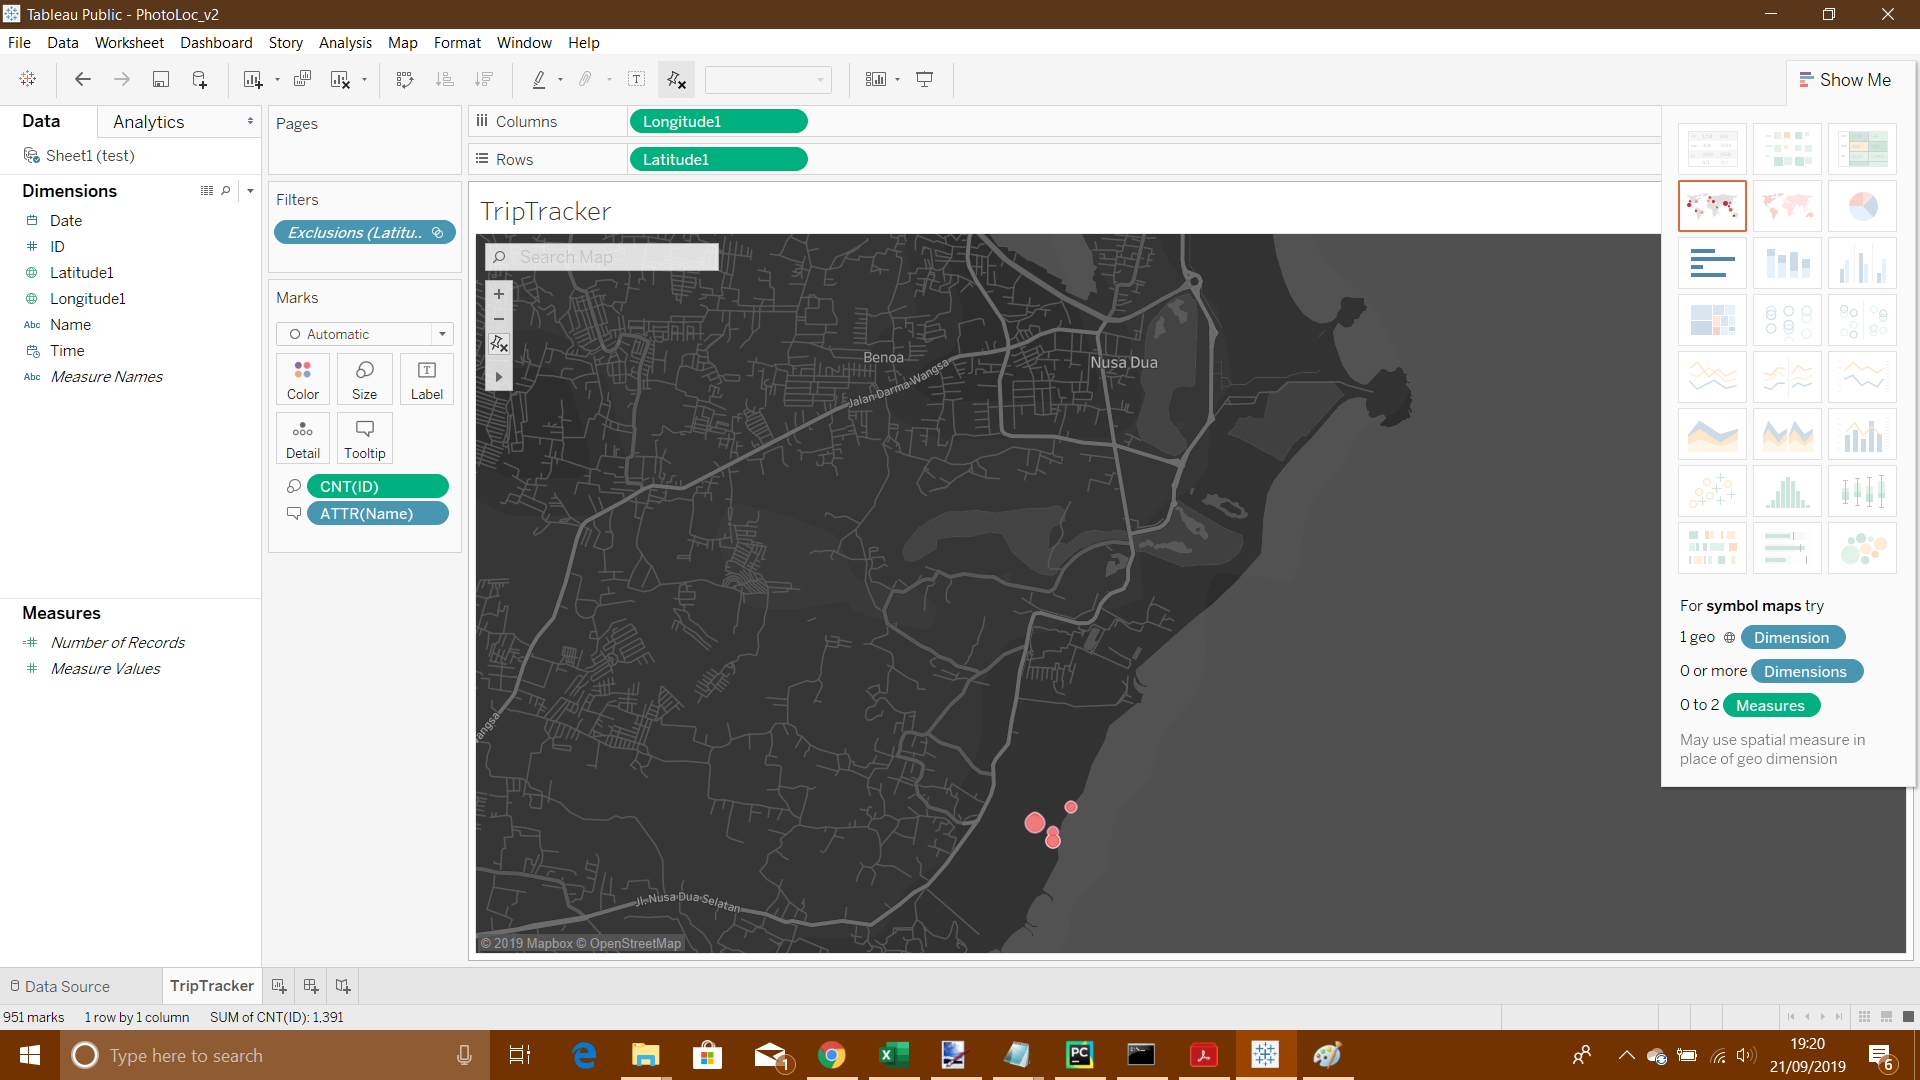 Tableau Public - PhotoLoc_v2
File Data Worksheet Dashboard Story Analysis Map Format Window Help
Show Me
Data Analytics
Sheet1 (test)
Dimensions
Date
ID
Latitude1
Longitude1
Abc Name
Time
Abc Measure Names
Measures
Number of Records
Measure Values
Pages
Filters
Exclusions (Latitu..
Marks
Automatic
Color Size Label
Detail Tooltip
CNT(ID)
ATTR(Name)
Columns Longitude1
Rows Latitude1
TripTracker
Search Map
Benoa
Nusa Dua
Jalan Darma Wangsa
Jl. Nusa Dua Selatan
© 2019 Mapbox © OpenStreetMap
For symbol maps try
1 geo Dimension
0 or more Dimensions
0 to 2 Measures
May use spatial measure in
place of geo dimension
Data Source TripTracker
951 marks 1 row by 1 column SUM of CNT(ID): 1,391
Type here to search
1
PC
19:20
21/09/2019
6